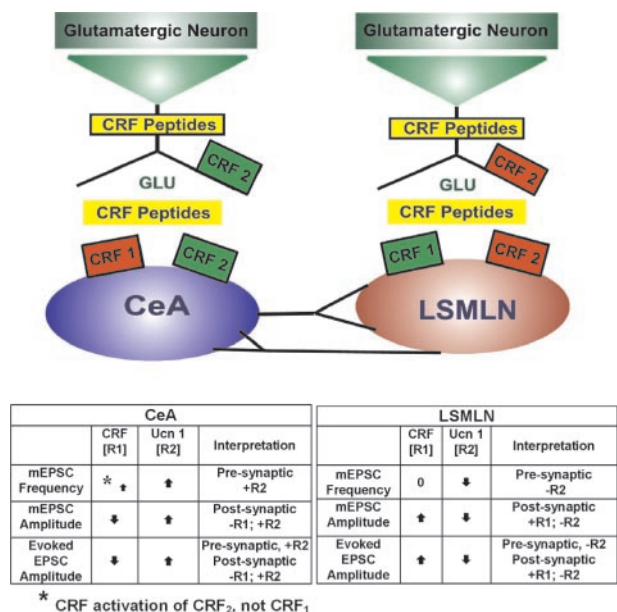 Glutamatergic Neuron
Glutamatergic Neuron
CRF Peptides
CRF Peptides
CRF 2
CRF 2
GLU
GLU
CRF Peptides
CRF Peptides
CRF 1
CRF 2
CRF 1
CRF 2
CeA
LSMLN
CeA
CRF [R1] Ucn 1 [R2] Interpretation
mEPSC Frequency * ⬆ ⬆ Pre-synaptic +R2
mEPSC Amplitude ⬇ ⬆ Post-synaptic -R1; +R2
Evoked EPSC Amplitude ⬇ ⬆ Pre-synaptic, +R2 Post-synaptic -R1; +R2
LSMLN
CRF [R1] Ucn 1 [R2] Interpretation
mEPSC Frequency 0 ⬇ Pre-synaptic -R2
mEPSC Amplitude ⬆ ⬇ Post-synaptic +R1; -R2
Evoked EPSC Amplitude ⬆ ⬇ Pre-synaptic, -R2 Post-synaptic +R1; -R2
* CRF activation of CRF₂, not CRF₁